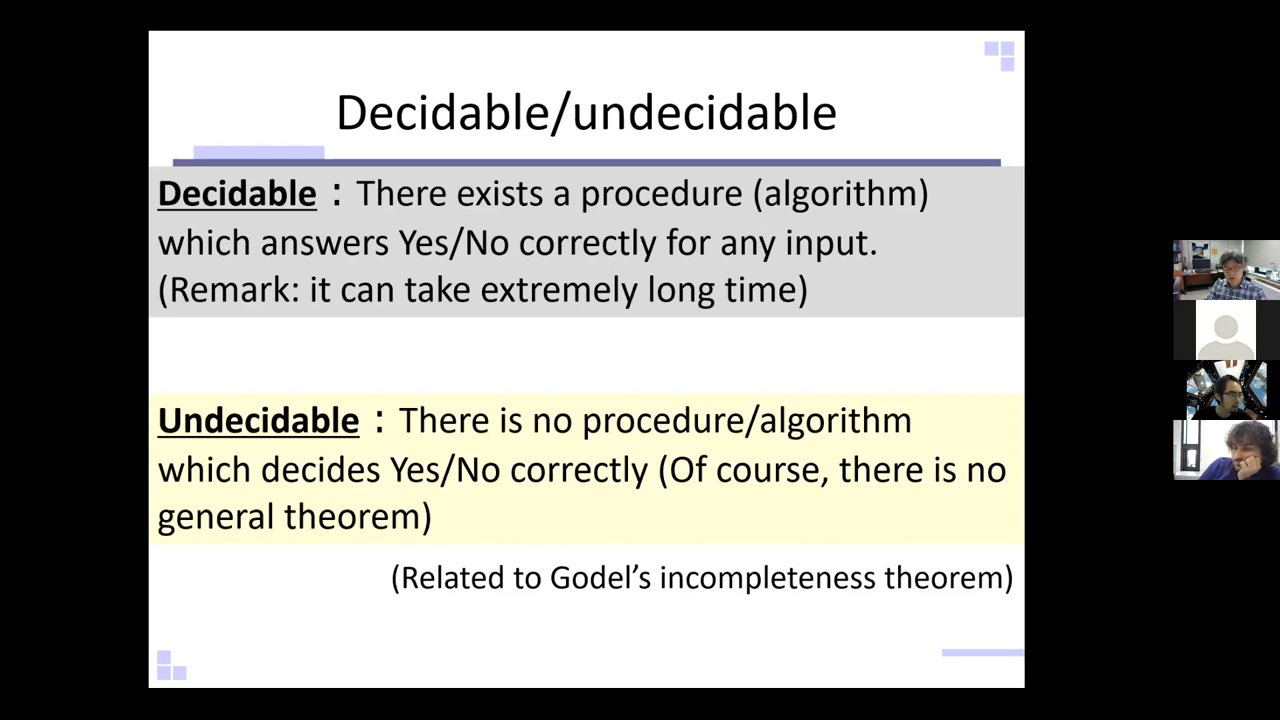 Decidable/undecidable
Decidable：There exists a procedure (algorithm)
which answers Yes/No correctly for any input.
(Remark: it can take extremely long time)
Undecidable：There is no procedure/algorithm
which decides Yes/No correctly (Of course, there is no
general theorem)
(Related to Godel’s incompleteness theorem)